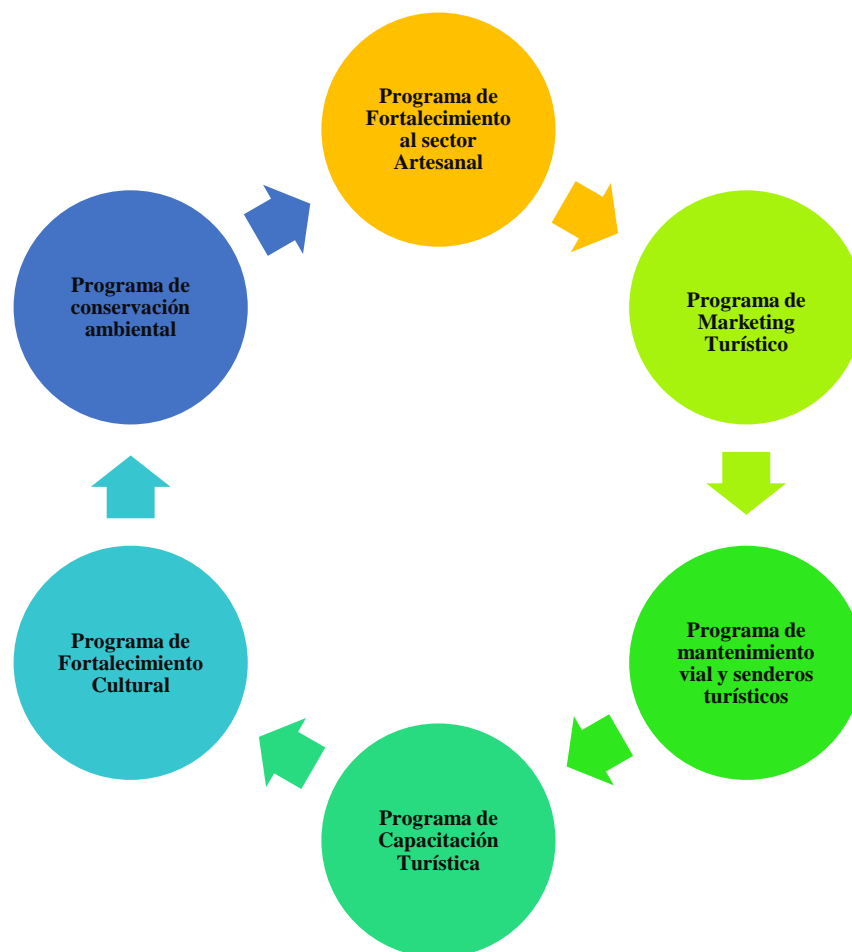 Programa de
Fortalecimiento
al sector
Artesanal
Programa de
Marketing
Turístico
Programa de
mantenimiento
vial y senderos
turísticos
Programa de
Capacitación
Turística
Programa de
Fortalecimiento
Cultural
Programa de
conservación
ambiental